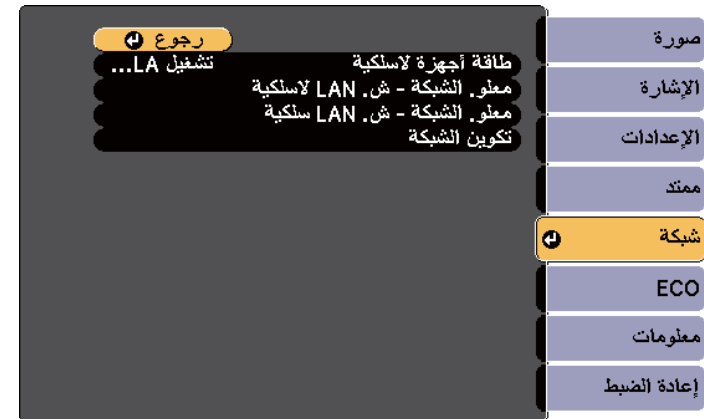 صورة
الإشارة
الإعدادات
ممتد
شبكة
ECO
معلومات
إعادة الضبط
رجوع
طاقة أجهزة لاسلكية تشغيل LA...
معلو. الشبكة - ش. LAN لاسلكية
معلو. الشبكة - ش. LAN سلكية
تكوين الشبكة